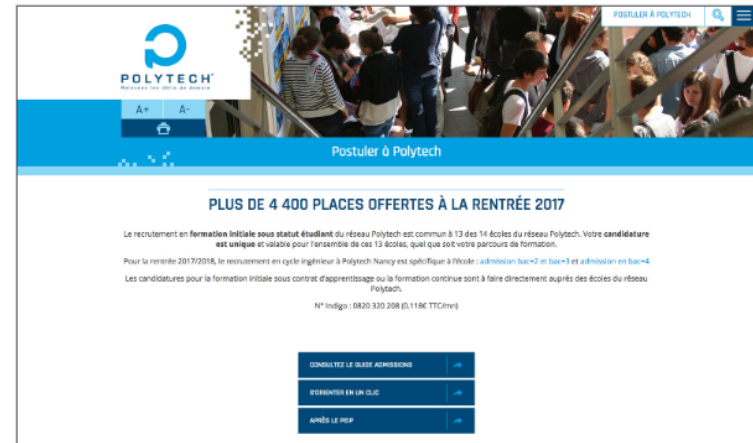 POSTULER À POLYTECH
POLYTECH
Relevons les défis de demain
A+ A-
Postuler à Polytech
PLUS DE 4 400 PLACES OFFERTES À LA RENTRÉE 2017
Le recrutement en formation initiale sous statut étudiant du réseau Polytech est commun à 13 des 14 écoles du réseau Polytech. Votre candidature
est unique et valable pour l'ensemble de ces 13 écoles, quel que soit votre parcours de formation.
Pour la rentrée 2017/2018, le recrutement en cycle ingénieur à Polytech Nancy est spécifique à l'école : admission bac+2 et bac+3 et admission en bac+4
Les candidatures pour la formation initiale sous contrat d'apprentissage ou la formation continue sont à faire directement auprès des écoles du réseau
Polytech.
N° Indigo : 0820 320 208 (0,118€ TTC/mn)
CONSULTEZ LE GUIDE ADMISSIONS
S'ORIENTER EN UN CLIC
APRÈS LE PEIP